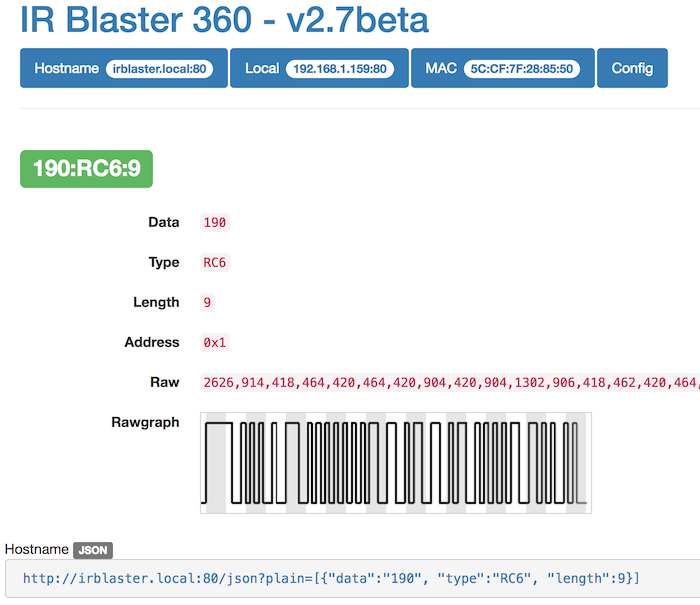 IR Blaster 360 - v2.7beta
Hostname irblaster.local:80 Local 192.168.1.159:80 MAC 5C:CF:7F:28:85:50 Config
190:RC6:9
Data 190
Type RC6
Length 9
Address 0x1
Raw 2626,914,418,464,420,464,420,904,420,904,1302,906,418,462,420,464,
Rawgraph
Hostname JSON
http://irblaster.local:80/json?plain=[{"data":"190", "type":"RC6", "length":9}]